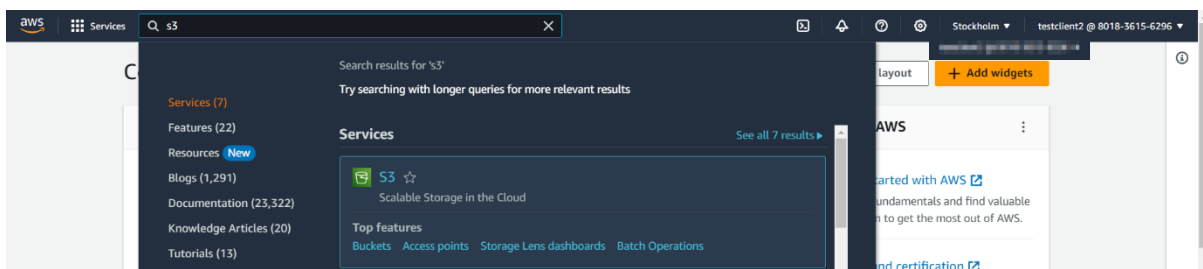 aws Services s3 Stockholm testclient2 @ 8018-3615-6296
C layout + Add widgets
Search results for 's3'
Try searching with longer queries for more relevant results
Services (7)
Features (22)
Resources New
Blogs (1,291)
Documentation (23,322)
Knowledge Articles (20)
Tutorials (13)
Services See all 7 results
S3
Scalable Storage in the Cloud
Top features
Buckets Access points Storage Lens dashboards Batch Operations
AWS
tarted with AWS
undamentals and find valuable
n to get the most out of AWS.
nd certification